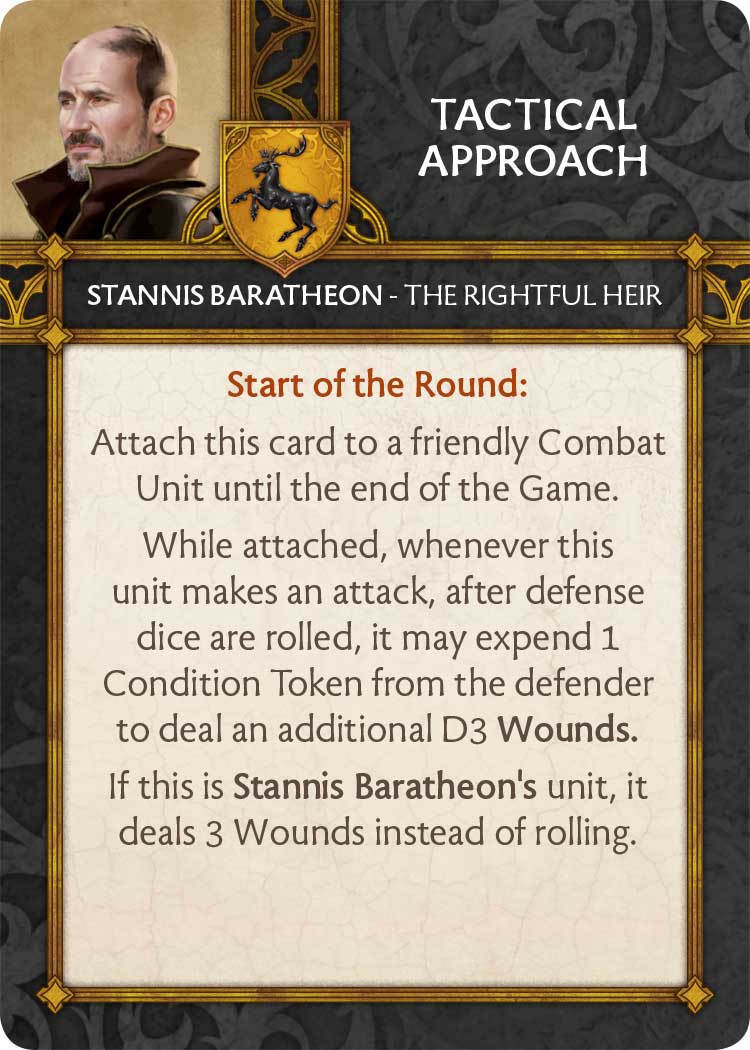 TACTICAL
APPROACH
STANNIS BARATHEON - THE RIGHTFUL HEIR
Start of the Round:
Attach this card to a friendly Combat
Unit until the end of the Game.
While attached, whenever this
unit makes an attack, after defense
dice are rolled, it may expend 1
Condition Token from the defender
to deal an additional D3 Wounds.
If this is Stannis Baratheon's unit, it
deals 3 Wounds instead of rolling.